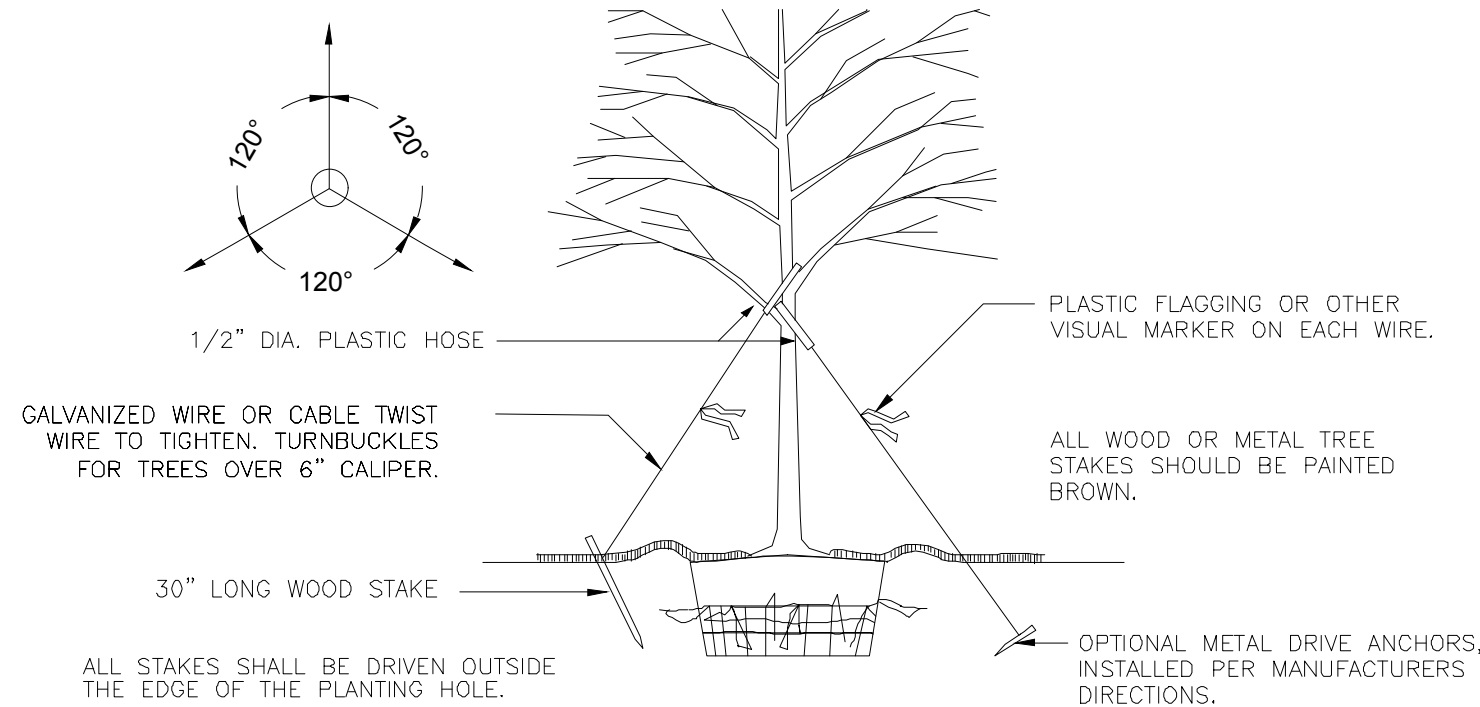 120°
120°
120°
1/2" DIA. PLASTIC HOSE
GALVANIZED WIRE OR CABLE TWIST
WIRE TO TIGHTEN. TURNBUCKLES
FOR TREES OVER 6" CALIPER.
30" LONG WOOD STAKE
ALL STAKES SHALL BE DRIVEN OUTSIDE
THE EDGE OF THE PLANTING HOLE.
PLASTIC FLAGGING OR OTHER
VISUAL MARKER ON EACH WIRE.
ALL WOOD OR METAL TREE
STAKES SHOULD BE PAINTED
BROWN.
OPTIONAL METAL DRIVE ANCHORS,
INSTALLED PER MANUFACTURERS
DIRECTIONS.